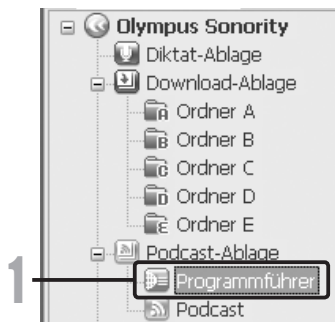 Olympus Sonority
Diktat-Ablage
Download-Ablage
A Ordner A
B Ordner B
C Ordner C
D Ordner D
E Ordner E
Podcast-Ablage
1 Programmführer
Podcast